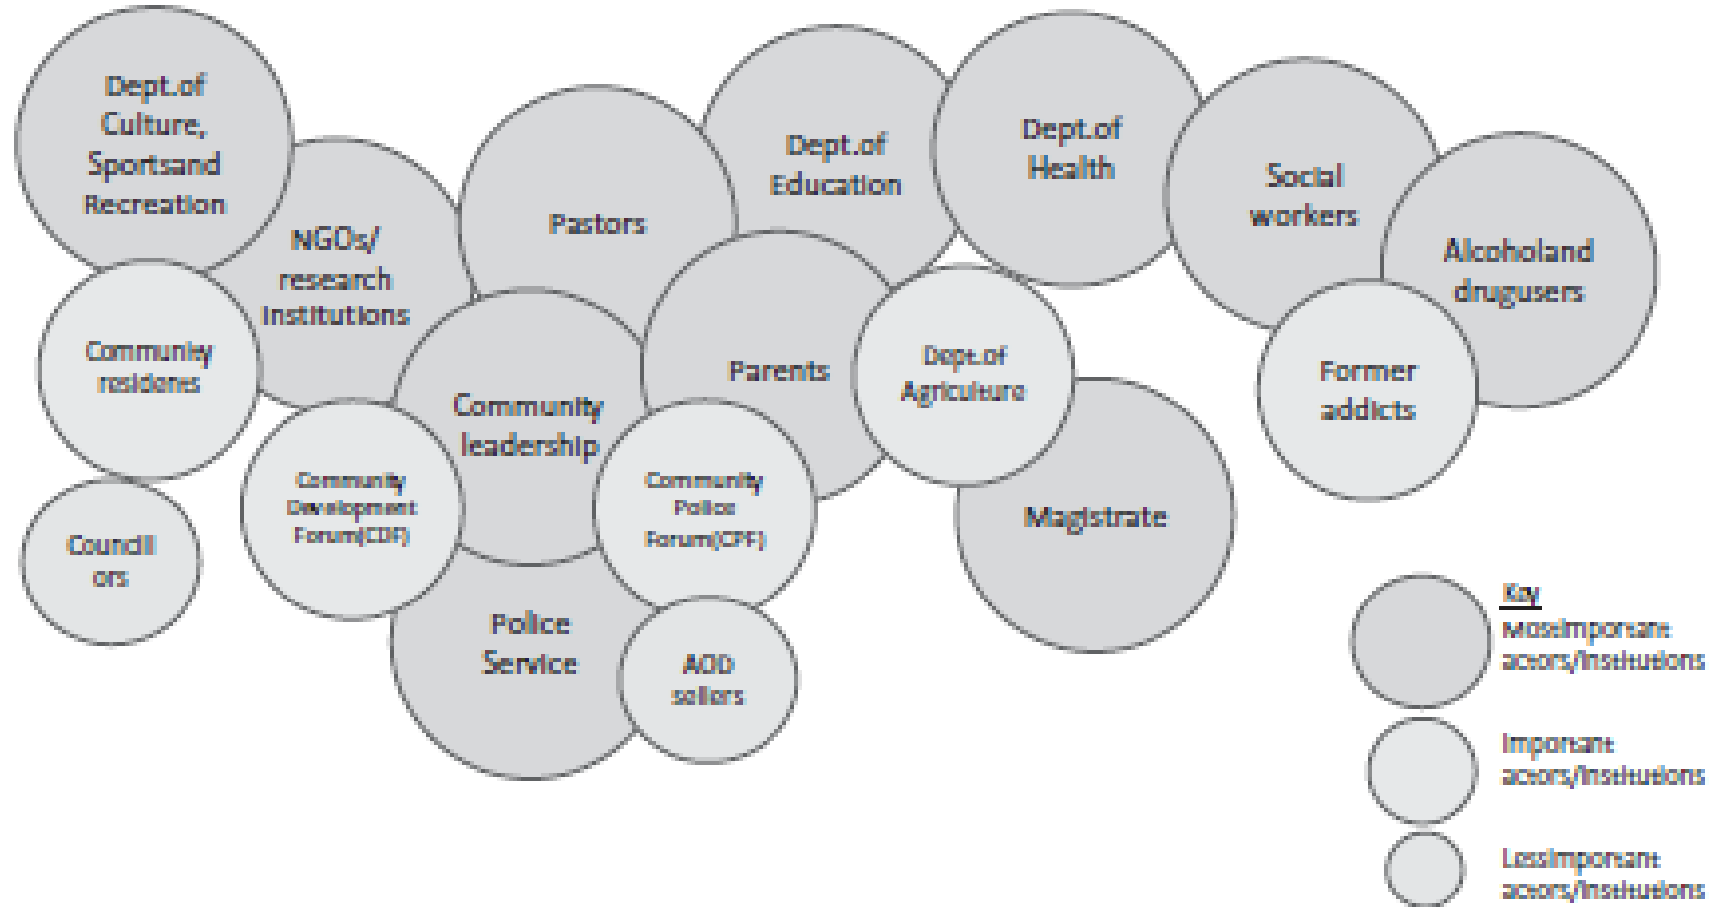 Dept.of
Culture,
Sportsand
Recreation
NGOs/
research
institutions
Pastors
Dept.of
Education
Dept.of
Health
Social
workers
Alcoholand
drugusers
Community
residents
Community
leadership
Parents
Dept.of
Agriculture
Former
addicts
Councill
ors
Community
Development
Forum(CDF)
Community
Police
Forum(CPF)
Magistrate
Police
Service
AOD
sellers
Key
Mostimportant
actors/institutions
Important
actors/institutions
Lessimportant
actors/institutions